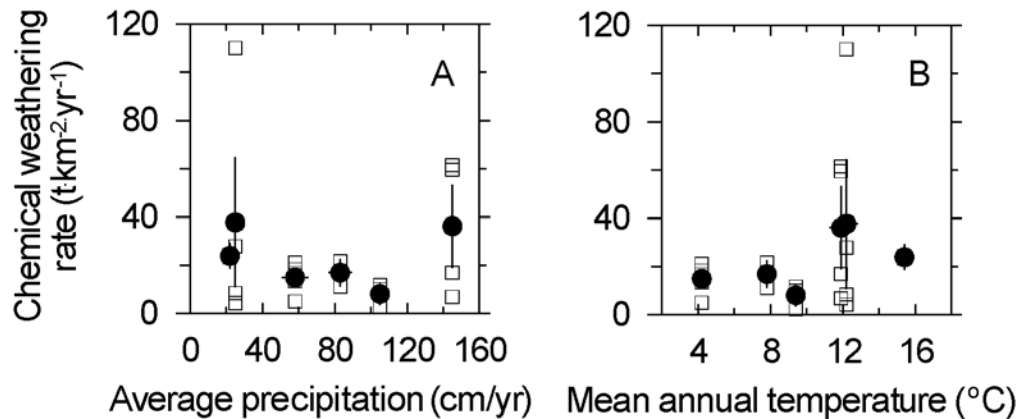 Chemical weathering
rate (t·km⁻²·yr⁻¹)
120
80
40
0
A
0 40 80 120 160
Average precipitation (cm/yr)
120
80
40
0
B
4 8 12 16
Mean annual temperature (°C)